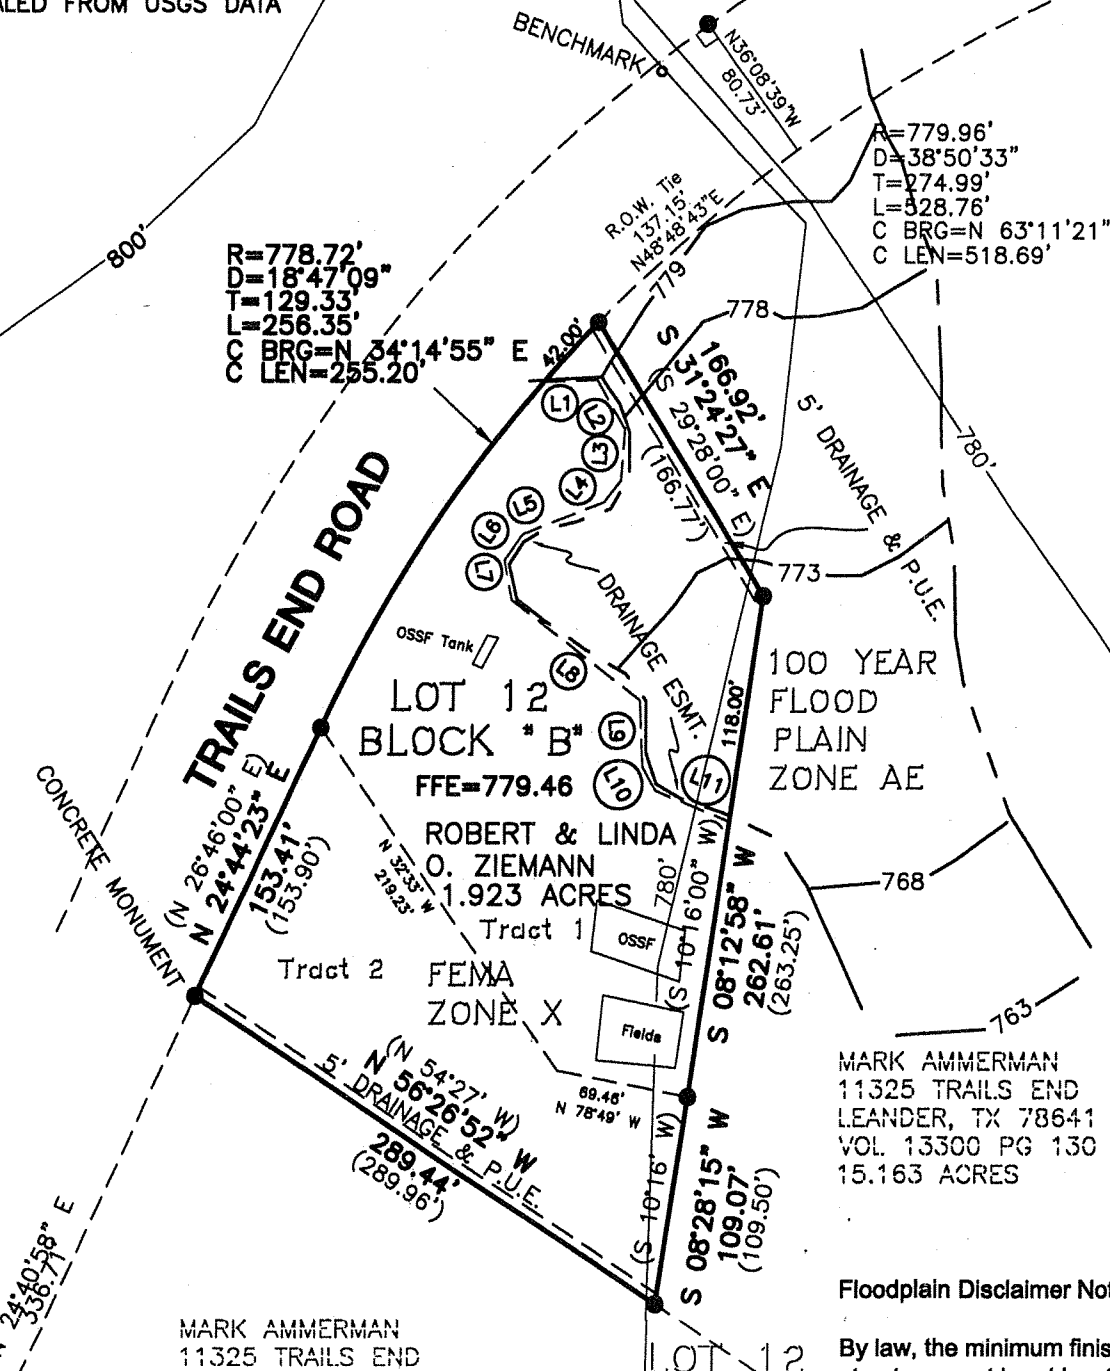 ALED FROM USGS DATA
BENCHMARK
N36°08'39"W
80.73'
R=779.96'
D=38°50'33"
T=274.99'
L=528.76'
C BRG=N 63°11'21"
C LEN=518.69'
800'
R.O.W. Tie
137.15'
N48°48'43"E
R=778.72'
D=18°47'09"
T=129.33'
L=256.35'
C BRG=N 34°14'55" E
C LEN=255.20'
42.00'
779
778
166.92'
S 31°24'27" E
(S 29°28'00" E)
(166.77')
5' DRAINAGE & P.U.E.
780'
L1
L2
L3
L4
L5
L6
L7
773
TRAILS END ROAD
DRAINAGE ESMT.
OSSF Tank
L8
LOT 12
BLOCK "B"
FFE=779.46
L9
L10
L11
118.00'
100 YEAR
FLOOD
PLAIN
ZONE AE
CONCRETE MONUMENT
(N 26°46'00" E)
N 24°44'23" E
153.41'
(153.90')
N 32°33' W
219.23'
ROBERT & LINDA
O. ZIEMANN
1.923 ACRES
Tract 1
OSSF
780'
(S 10°16'00" W)
S 08°12'58" W
262.61'
(263.25')
768
763
Tract 2
FEMA
ZONE X
Fields
(N 54°27' W)
N 56°26'52" W
5' DRAINAGE & P.U.E.
289.44'
(289.96')
69.46'
N 78°49' W
(S 10°16' W)
S 08°28'15" W
109.07'
(109.50')
MARK AMMERMAN
11325 TRAILS END
LEANDER, TX 78641
VOL. 13300 PG 130
15.163 ACRES
24°40'58" E
336.71'
MARK AMMERMAN
11325 TRAILS END
LOT 12
Floodplain Disclaimer Not
By law, the minimum finis